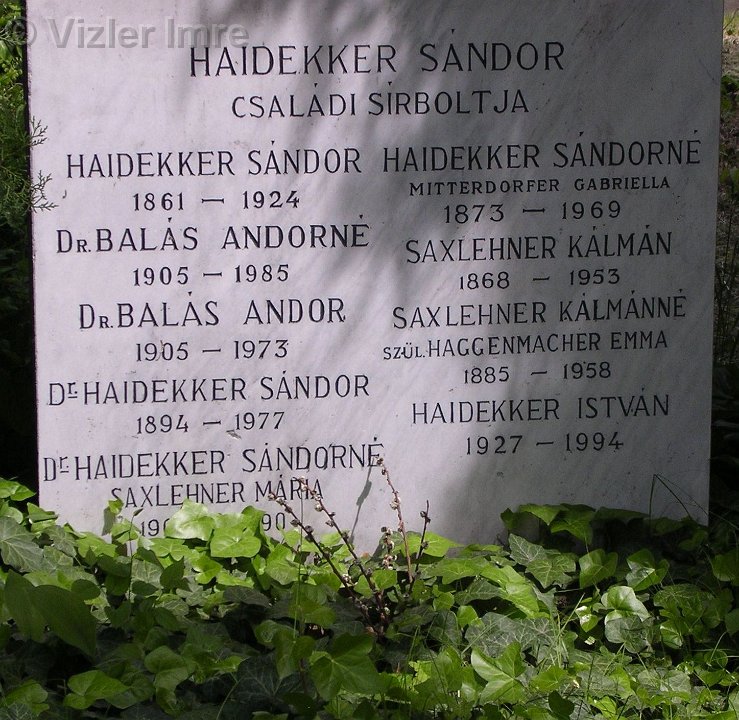 © Vizler Imre
HAIDEKKER SÁNDOR
CSALÁDI SÍRBOLTJA
HAIDEKKER SÁNDOR
1861 — 1924
DR. BALÁS ANDORNÉ
1905 — 1985
DR. BALÁS ANDOR
1905 — 1973
Dr. HAIDEKKER SÁNDOR
1894 — 1977
Dr. HAIDEKKER SÁNDORNÉ
SAXLEHNER MÁRIA
HAIDEKKER SÁNDORNÉ
MITTERDORFER GABRIELLA
1873 — 1969
SAXLEHNER KÁLMÁN
1868 — 1953
SAXLEHNER KÁLMÁNNÉ
SZÜL. HAGGENMACHER EMMA
1885 — 1958
HAIDEKKER ISTVÁN
1927 — 1994